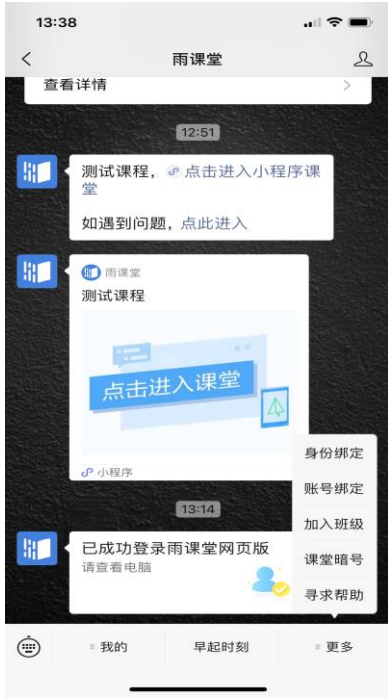 13:38
雨课堂
查看详情
12:51
测试课程，点击进入小程序课
堂
如遇到问题，点此进入
雨课堂
测试课程
点击进入课堂
小程序
身份绑定
账号绑定
加入班级
课堂暗号
寻求帮助
13:14
已成功登录雨课堂网页版
请查看电脑
我的
早起时刻
更多